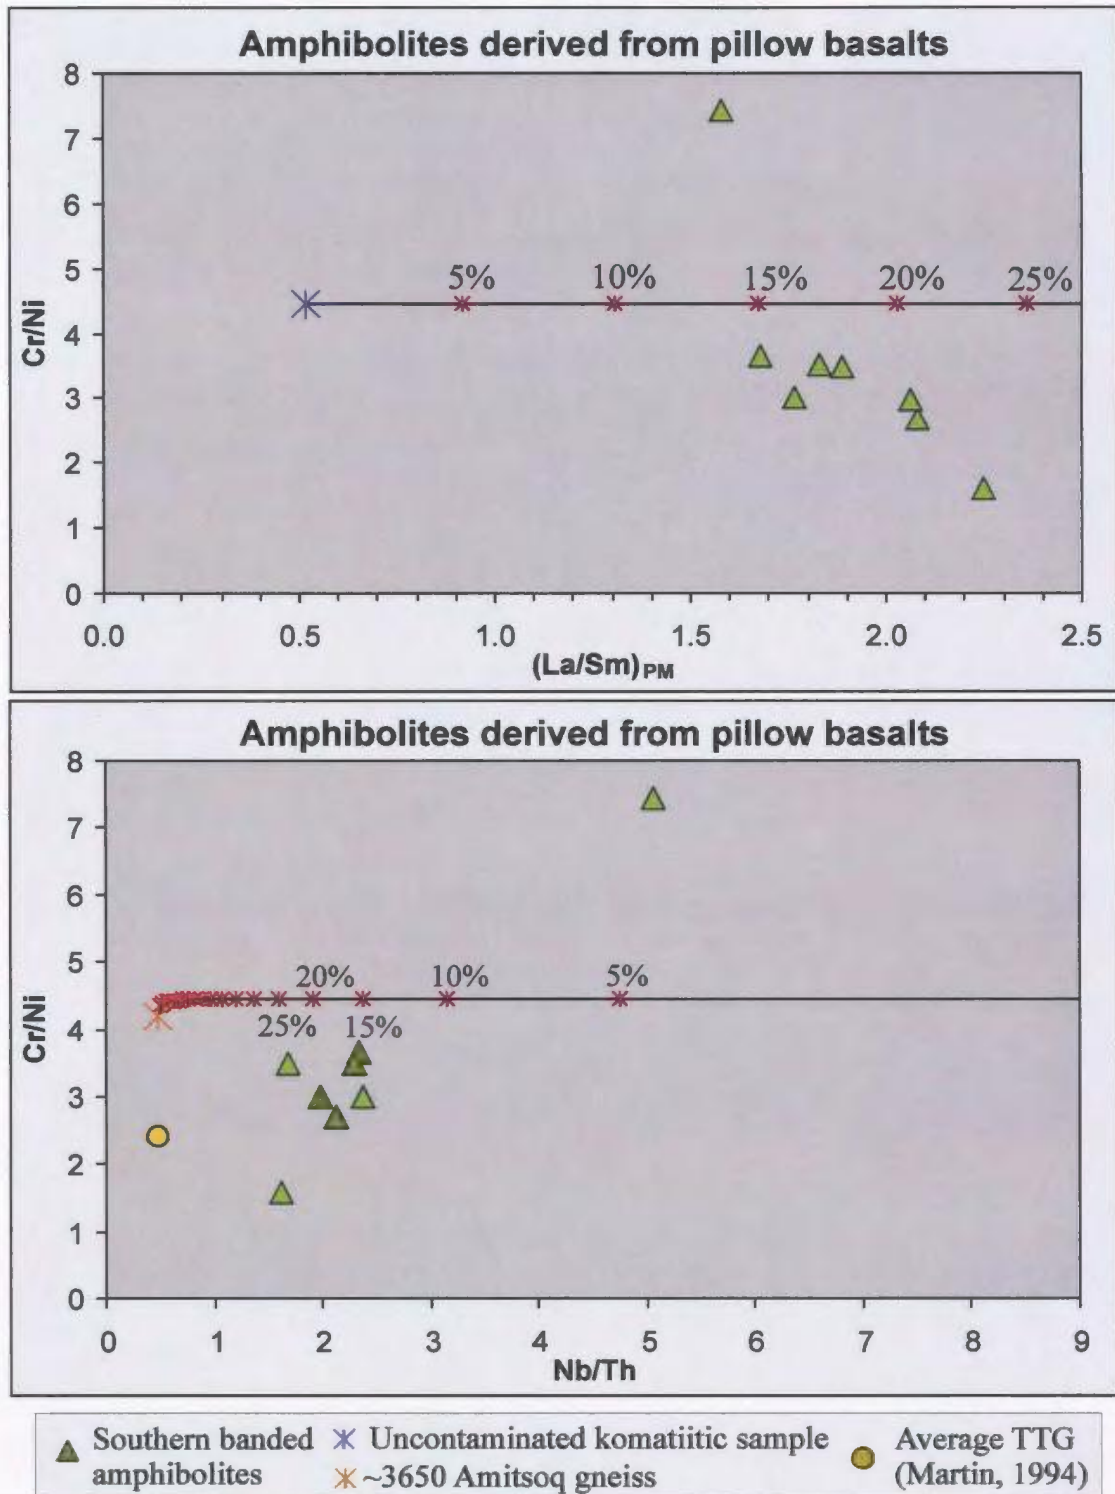 Amphibolites derived from pillow basalts
8
7
6
5
4
3
2
1
0
Cr/Ni
5% 10% 15% 20% 25%
0.0 0.5 1.0 1.5 2.0 2.5
(La/Sm)PM
Amphibolites derived from pillow basalts
8
7
6
5
4
3
2
1
0
Cr/Ni
20% 10% 5%
25% 15%
0 1 2 3 4 5 6 7 8 9
Nb/Th
Southern banded amphibolites
Uncontaminated komatiitic sample
~3650 Amitsoq gneiss
Average TTG
(Martin, 1994)